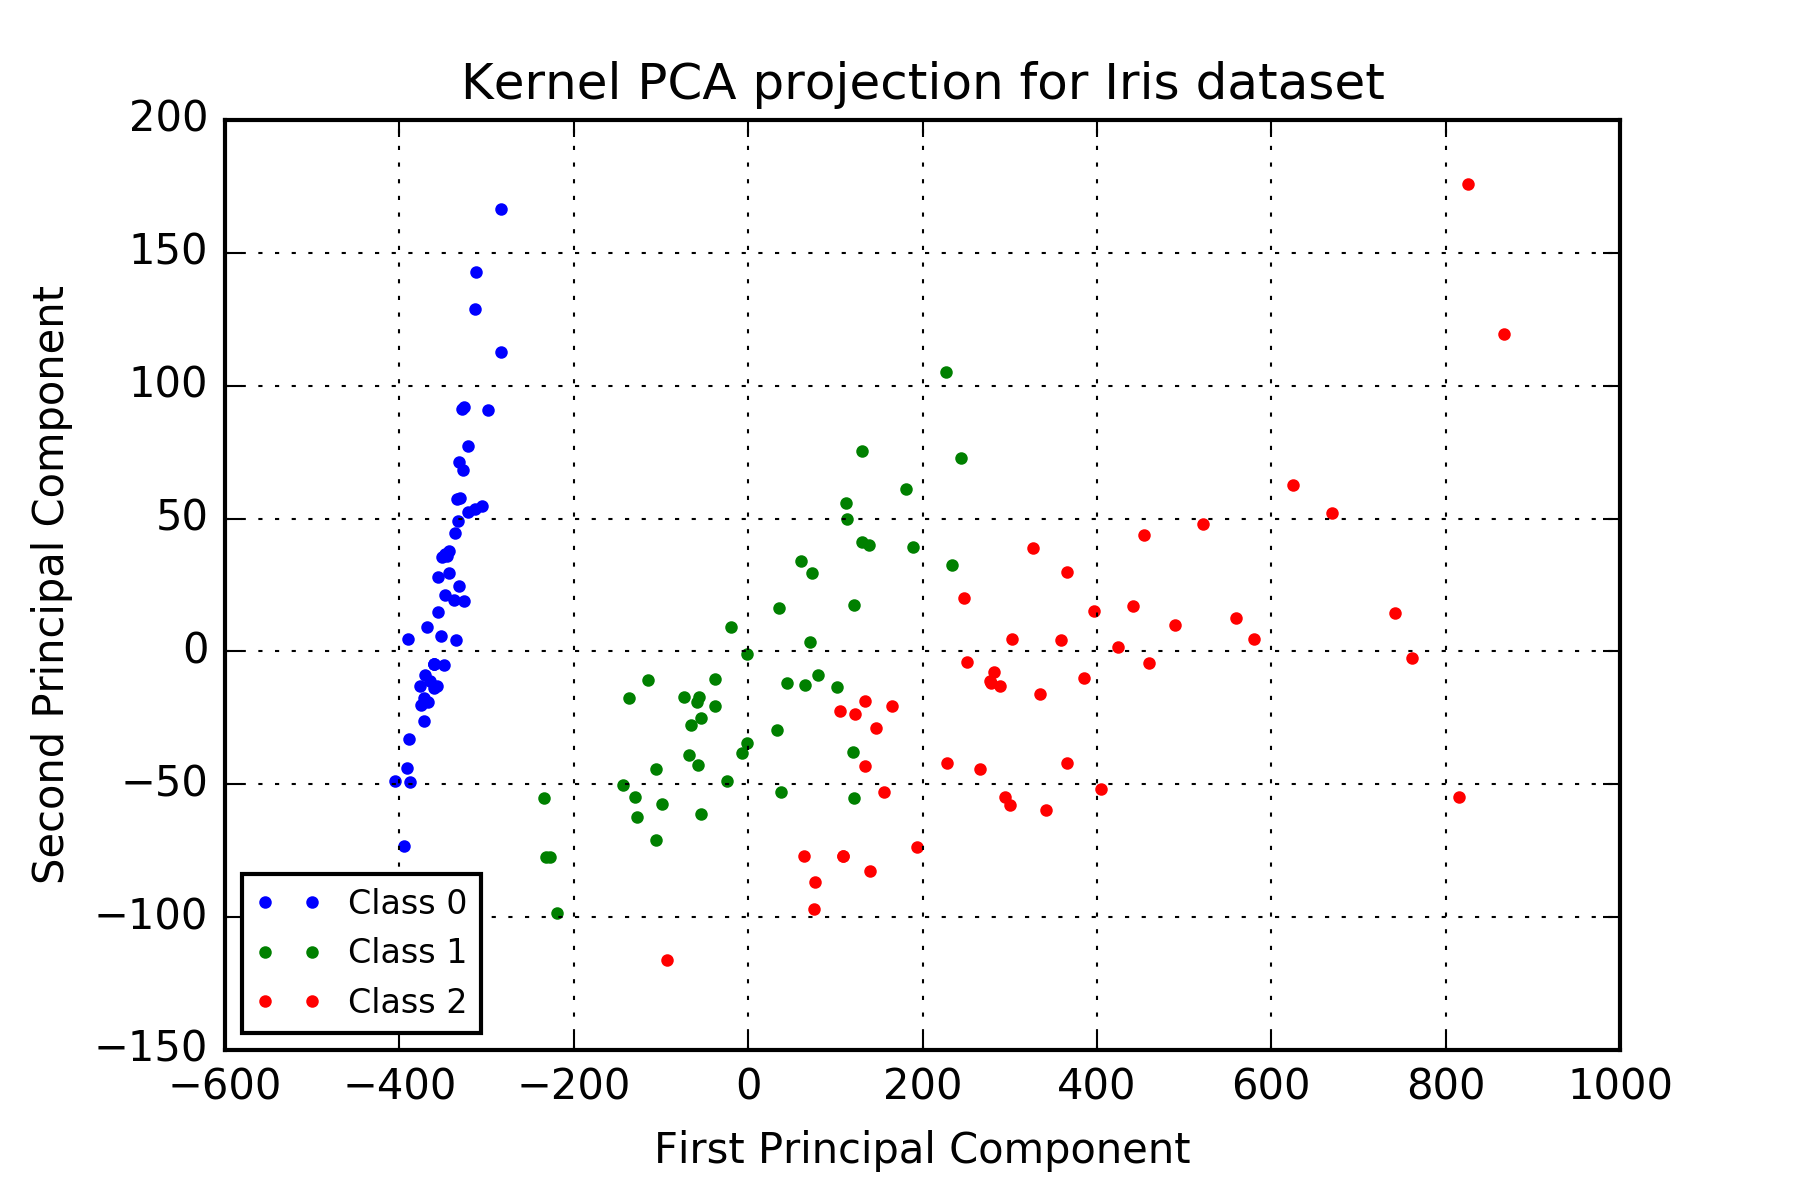 Kernel PCA projection for Iris dataset
200
150
100
50
0
−50
−100
−150
Second Principal Component
Class 0
Class 1
Class 2
−600 −400 −200 0 200 400 600 800 1000
First Principal Component